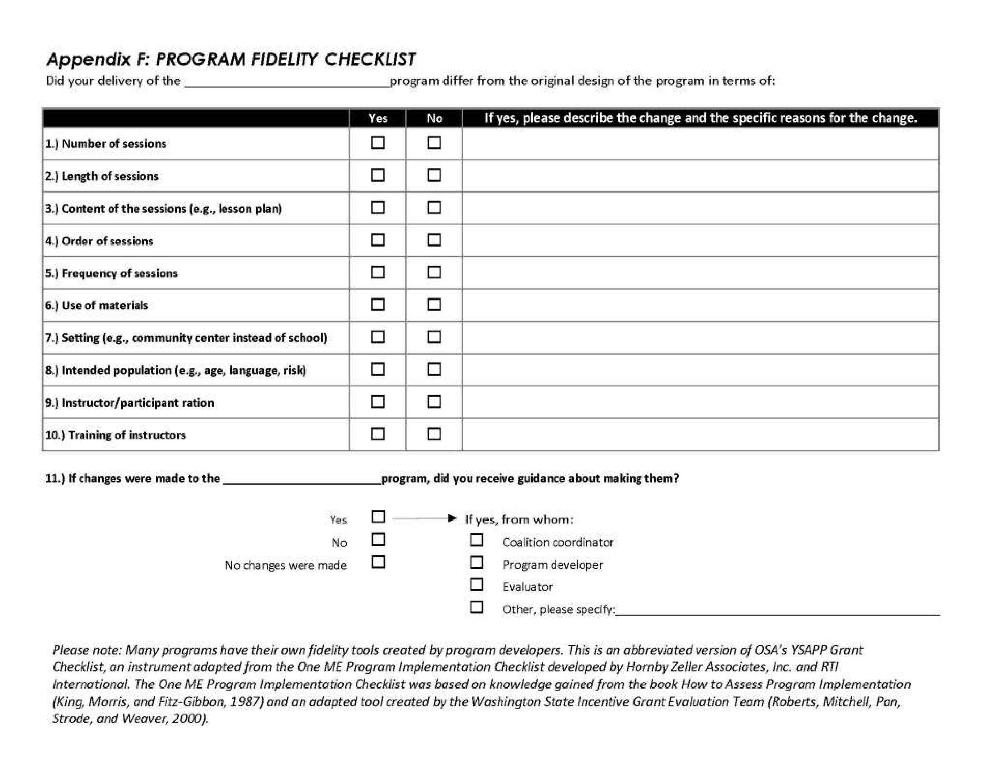 Appendix F: PROGRAM FIDELITY CHECKLIST
Did your delivery of the ______________________________program differ from the original design of the program in terms of:
Yes No If yes, please describe the change and the specific reasons for the change.
1.) Number of sessions
2.) Length of sessions
3.) Content of the sessions (e.g., lesson plan)
4.) Order of sessions
5.) Frequency of sessions
6.) Use of materials
7.) Setting (e.g., community center instead of school)
8.) Intended population (e.g., age, language, risk)
9.) Instructor/participant ration
10.) Training of instructors
11.) If changes were made to the _______________________program, did you receive guidance about making them?
Yes If yes, from whom:
No Coalition coordinator
No changes were made Program developer
Evaluator
Other, please specify:_______________________________________________
Please note: Many programs have their own fidelity tools created by program developers. This is an abbreviated version of OSA's YSAPP Grant
Checklist, an instrument adapted from the One ME Program Implementation Checklist developed by Hornby Zeller Associates, Inc. and RTI
International. The One ME Program Implementation Checklist was based on knowledge gained from the book How to Assess Program Implementation
(King, Morris, and Fitz-Gibbon, 1987) and an adapted tool created by the Washington State Incentive Grant Evaluation Team (Roberts, Mitchell, Pan,
Strode, and Weaver, 2000).